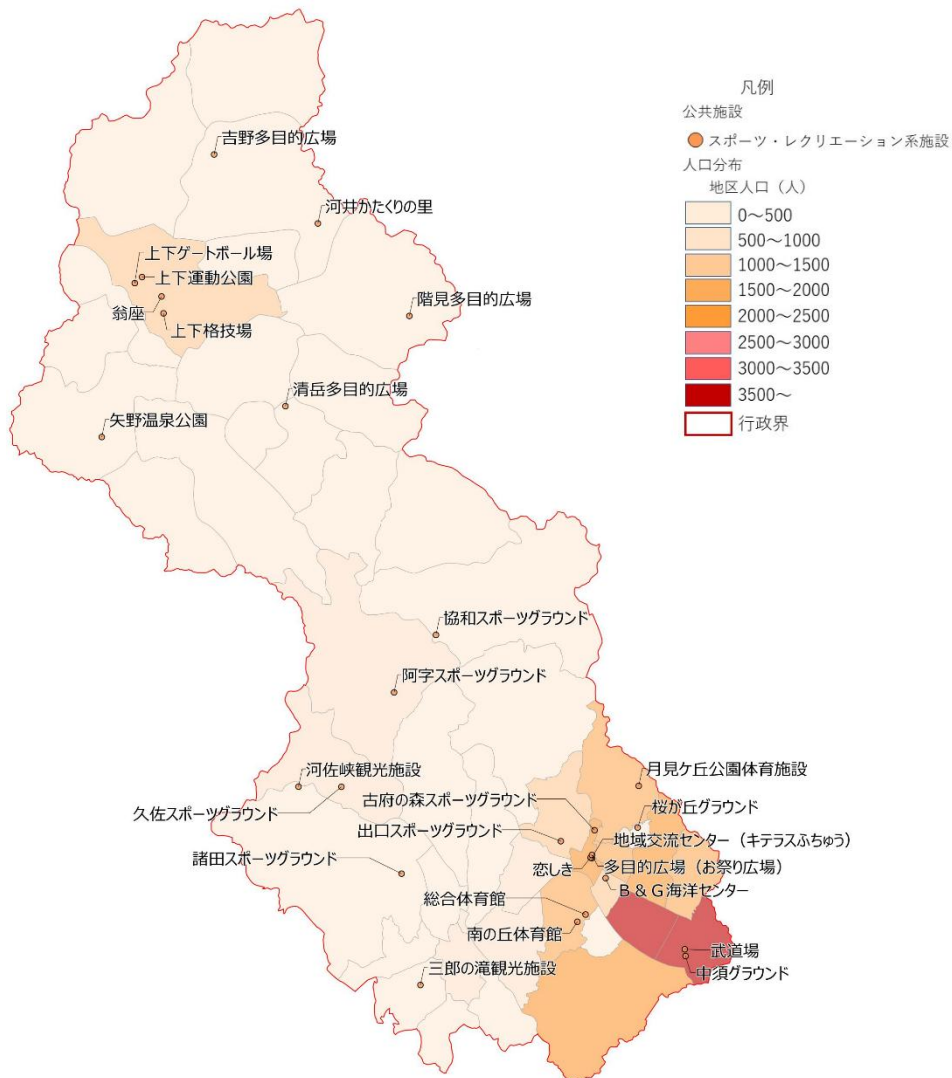 凡例
公共施設
スポーツ・レクリエーション系施設
人口分布
地区人口（人）
0～500
500～1000
1000～1500
1500～2000
2000～2500
2500～3000
3000～3500
3500～
行政界
吉野多目的広場
河井かたくりの里
上下ゲートボール場
上下運動公園
翁座
上下格技場
階見多目的広場
清岳多目的広場
矢野温泉公園
協和スポーツグラウンド
阿字スポーツグラウンド
河佐峡観光施設
久佐スポーツグラウンド
月見ケ丘公園体育施設
古府の森スポーツグラウンド
桜が丘グラウンド
出口スポーツグラウンド
地域交流センター（キテラスふちゅう）
諸田スポーツグラウンド
恋しき
多目的広場（お祭り広場）
Ｂ＆Ｇ海洋センター
総合体育館
南の丘体育館
武道場
三郎の滝観光施設
中須グラウンド